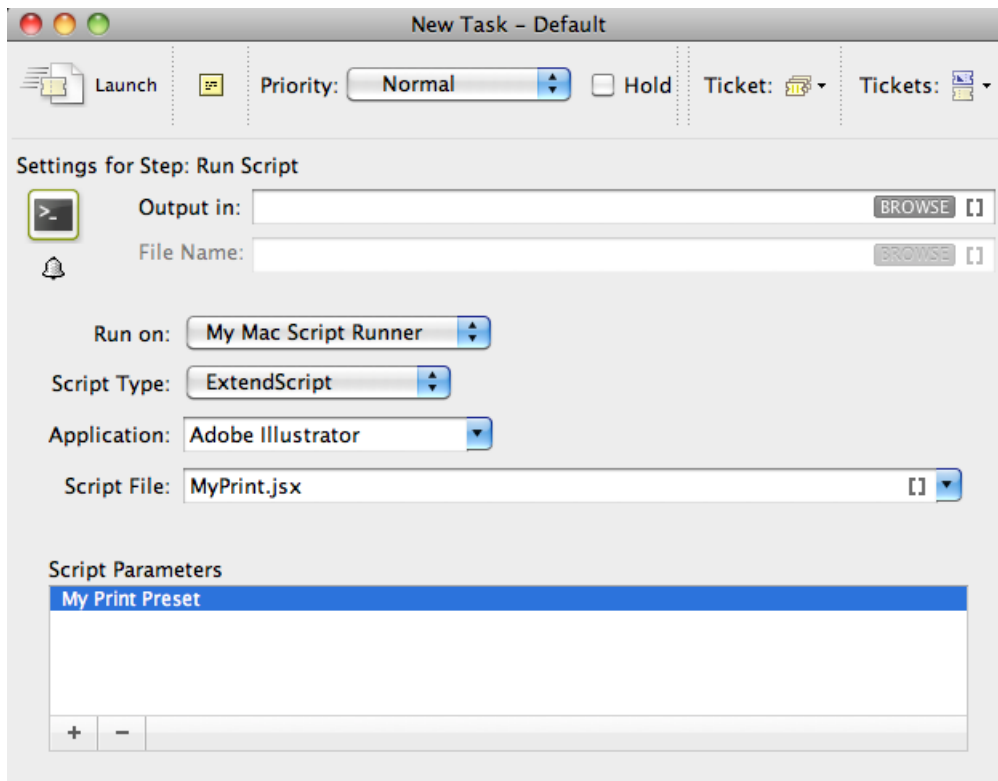 New Task – Default
Launch Priority: Normal Hold Ticket: Tickets:
Settings for Step: Run Script
Output in: BROWSE []
File Name: BROWSE []
Run on: My Mac Script Runner
Script Type: ExtendScript
Application: Adobe Illustrator
Script File: MyPrint.jsx []
Script Parameters
My Print Preset
+ −